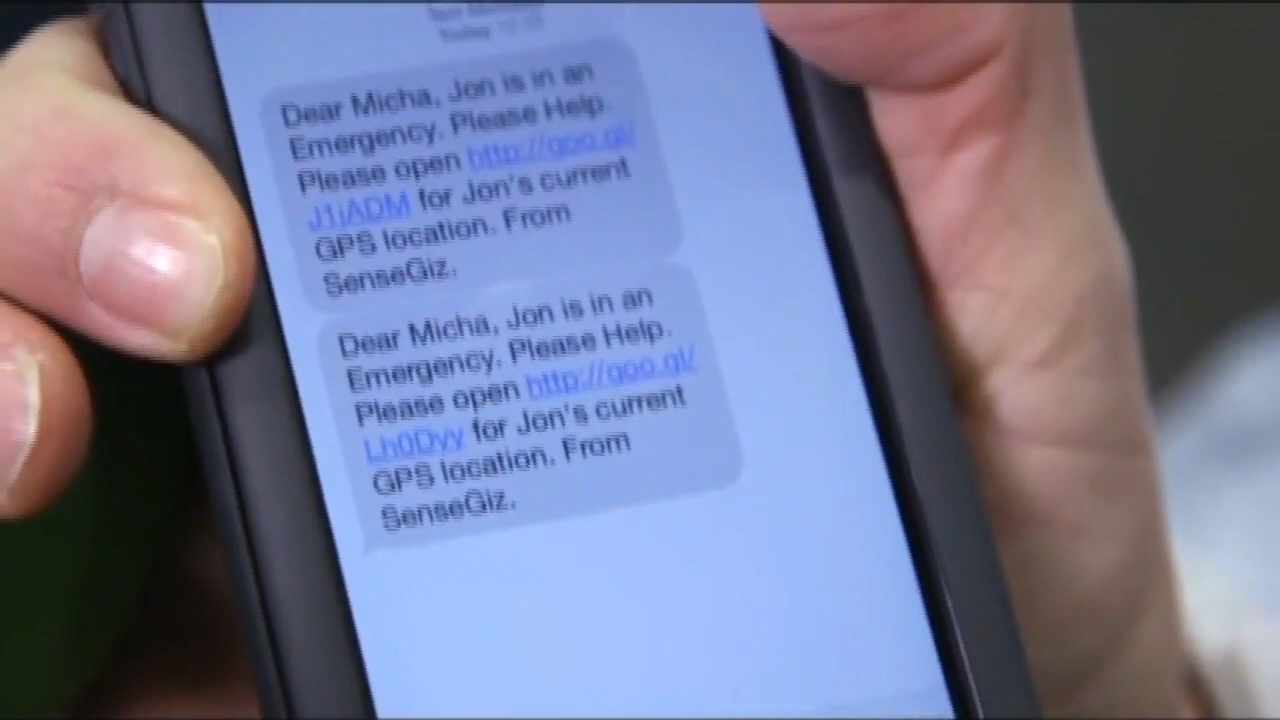 Today
Dear Micha, Jon is in an
Emergency. Please Help.
Please open http://goo.gl/
J1jADM for Jon's current
GPS location. From
SenseGiz.
Dear Micha, Jon is in an
Emergency. Please Help.
Please open http://goo.gl/
Lh0Dyy for Jon's current
GPS location. From
SenseGiz.